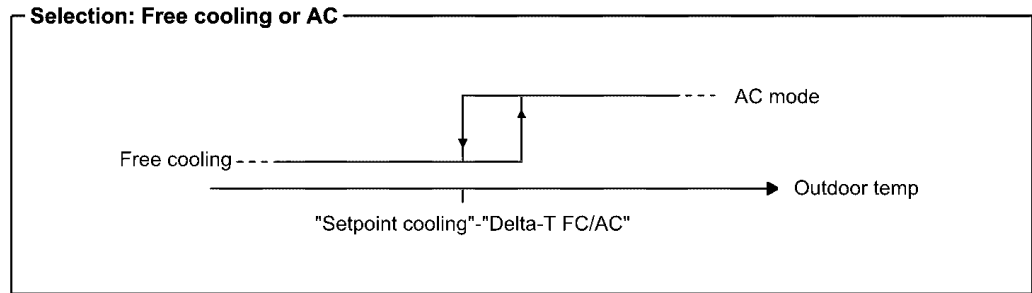 Selection: Free cooling or AC
AC mode
Free cooling
Outdoor temp
"Setpoint cooling"-"Delta-T FC/AC"